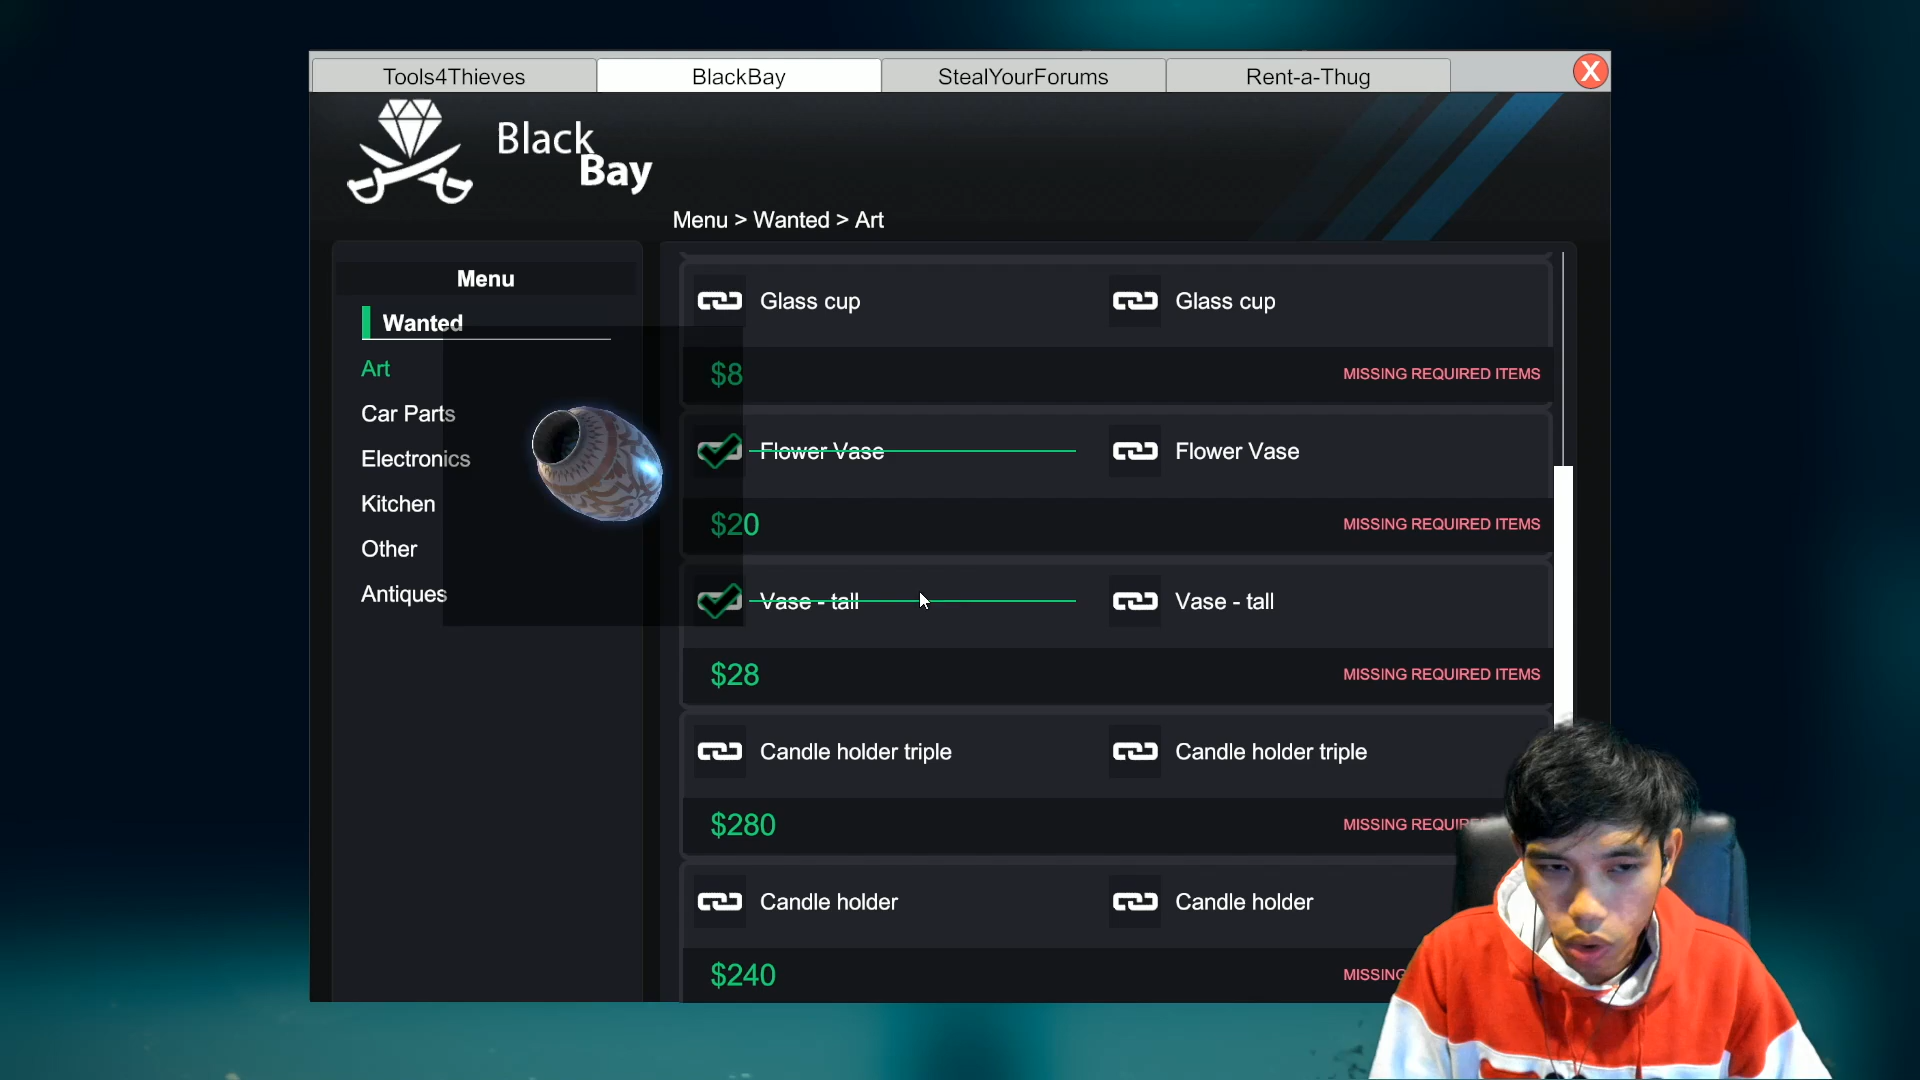 Tools4Thieves BlackBay StealYourForums Rent-a-Thug X
Black
Bay
Menu > Wanted > Art
Menu
Wanted
Art
Car Parts
Electronics
Kitchen
Other
Antiques
Glass cup Glass cup
$8 MISSING REQUIRED ITEMS
Flower Vase Flower Vase
$20 MISSING REQUIRED ITEMS
Vase - tall Vase - tall
$28 MISSING REQUIRED ITEMS
Candle holder triple Candle holder triple
$280 MISSING
Candle holder Candle holder
$240 MISSING